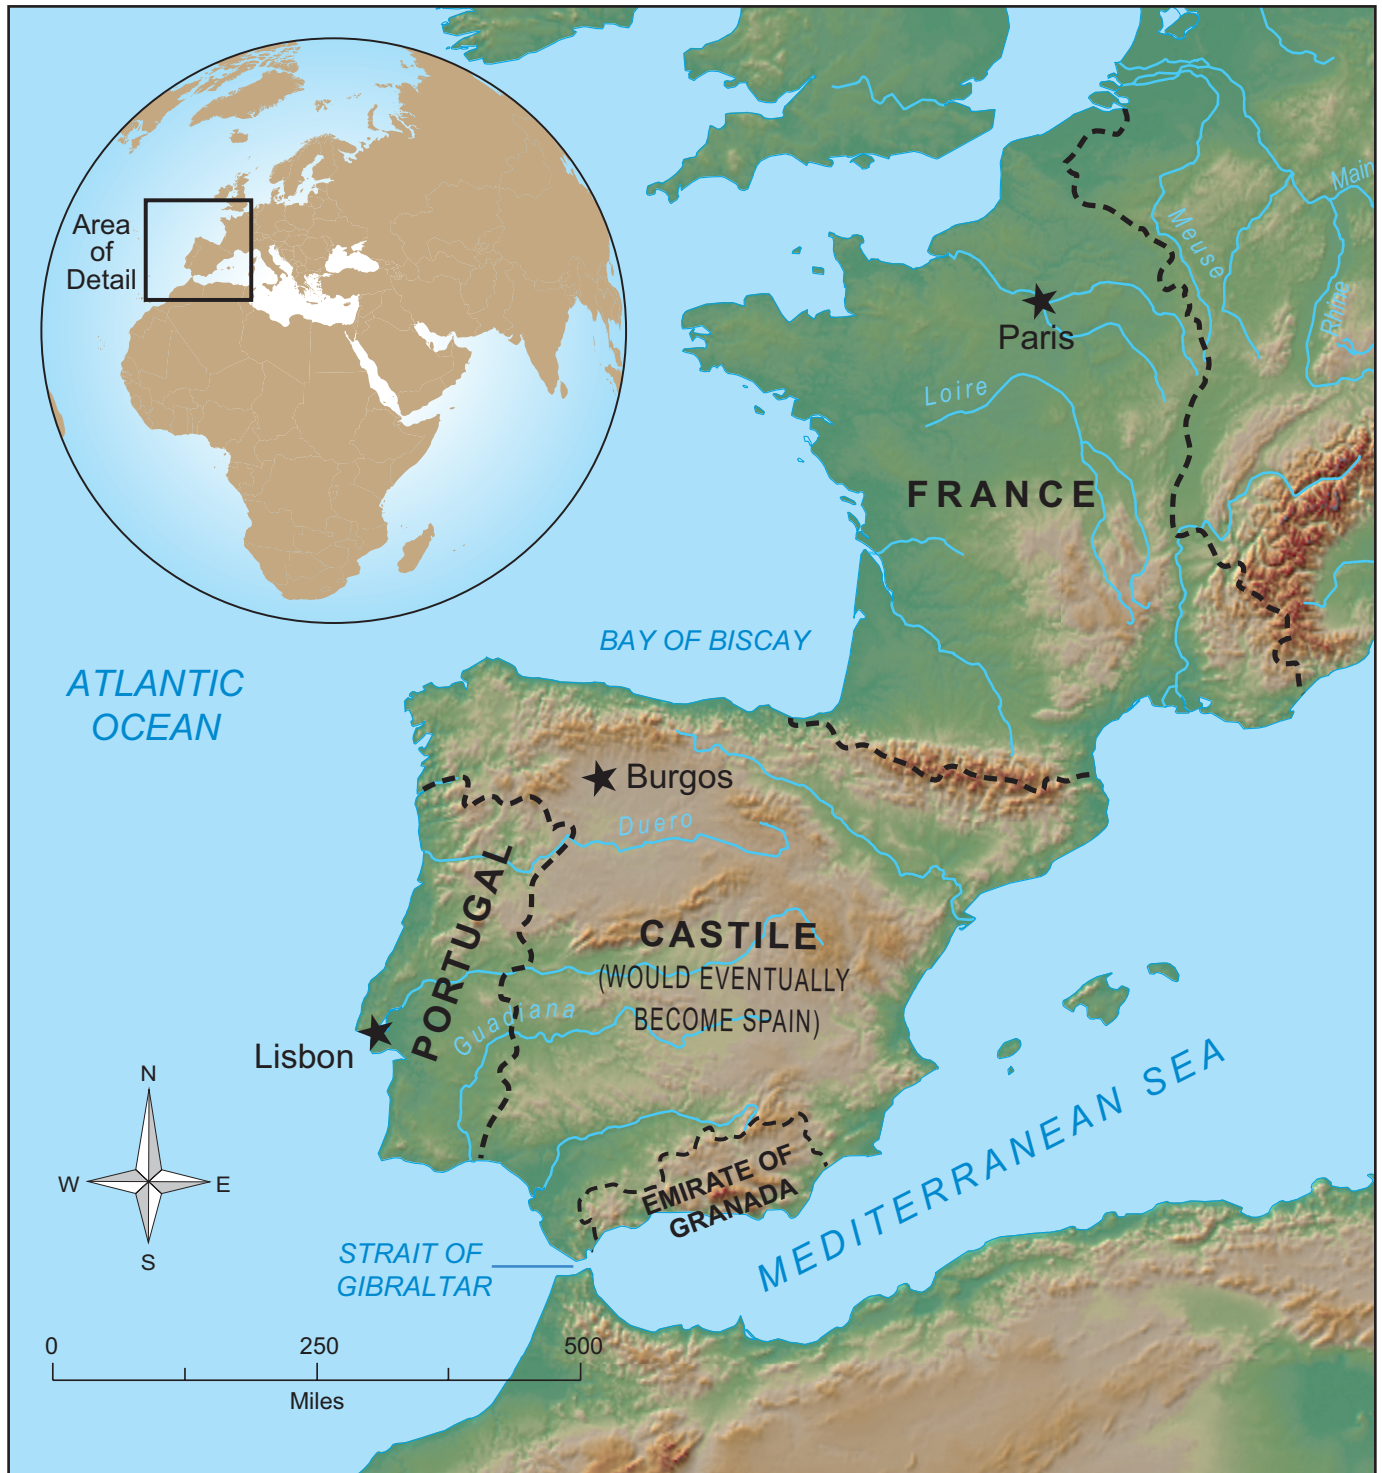 Area
of
Detail
Main
Meuse
Rhine
Paris
Loire
FRANCE
BAY OF BISCAY
ATLANTIC
OCEAN
Burgos
Duero
PORTUGAL
CASTILE
(WOULD EVENTUALLY
BECOME SPAIN)
Guadiana
Lisbon
MEDITERRANEAN SEA
N
W
E
S
EMIRATE OF
GRANADA
STRAIT OF
GIBRALTAR
0
250
500
Miles